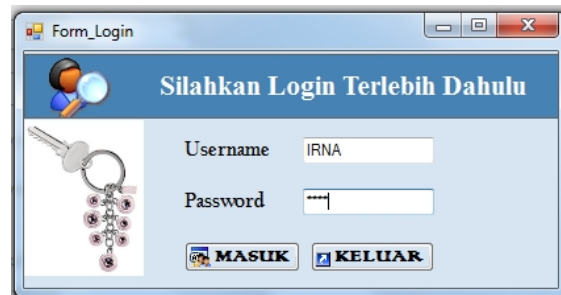 Form_Login
Silahkan Login Terlebih Dahulu
Username IRNA
Password ****
MASUK KELUAR